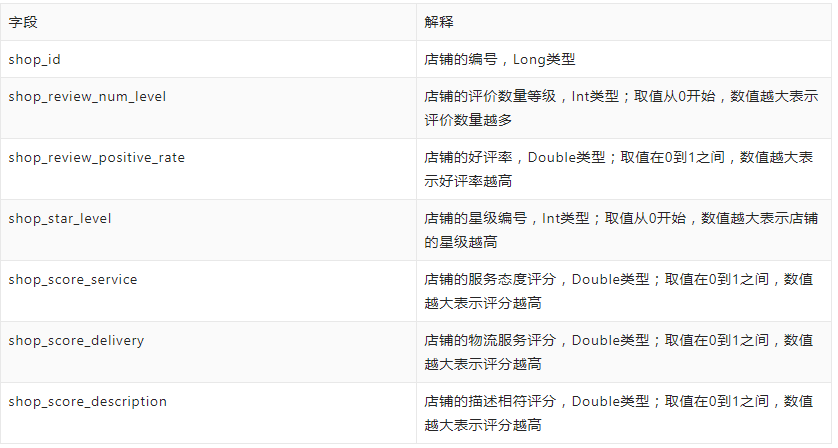 字段
解释
shop_id
店铺的编号，Long类型
shop_review_num_level
店铺的评价数量等级，Int类型；取值从0开始，数值越大表示
评价数量越多
shop_review_positive_rate
店铺的好评率，Double类型；取值在0到1之间，数值越大表
示好评率越高
shop_star_level
店铺的星级编号，Int类型；取值从0开始，数值越大表示店铺
的星级越高
shop_score_service
店铺的服务态度评分，Double类型；取值在0到1之间，数值
越大表示评分越高
shop_score_delivery
店铺的物流服务评分，Double类型；取值在0到1之间，数值
越大表示评分越高
shop_score_description
店铺的描述相符评分，Double类型；取值在0到1之间，数值
越大表示评分越高